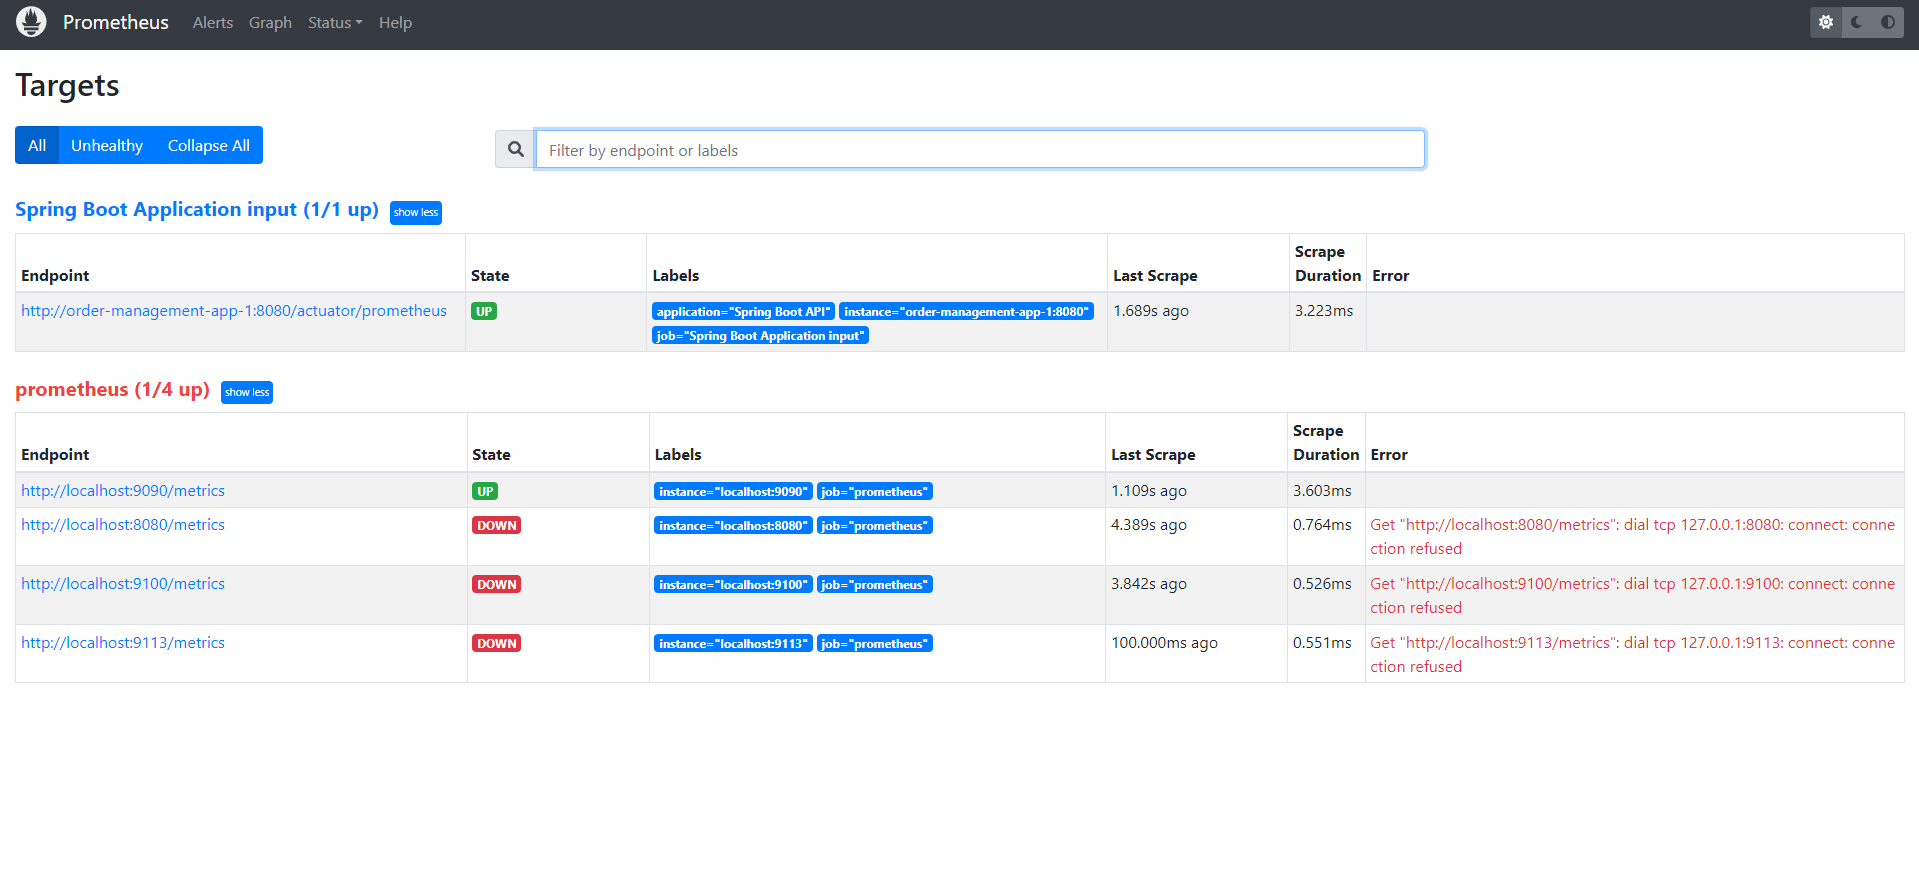 Prometheus Alerts Graph Status Help
Targets
All Unhealthy Collapse All
Filter by endpoint or labels
Spring Boot Application input (1/1 up) show less
Endpoint State Labels Last Scrape Scrape Duration Error
http://order-management-app-1:8080/actuator/prometheus UP application="Spring Boot API" instance="order-management-app-1:8080" 1.689s ago 3.223ms
job="Spring Boot Application input"
prometheus (1/4 up) show less
Endpoint State Labels Last Scrape Scrape Duration Error
http://localhost:9090/metrics UP instance="localhost:9090" job="prometheus" 1.109s ago 3.603ms
http://localhost:8080/metrics DOWN instance="localhost:8080" job="prometheus" 4.389s ago 0.764ms Get "http://localhost:8080/metrics": dial tcp 127.0.0.1:8080: connect: conne
ction refused
http://localhost:9100/metrics DOWN instance="localhost:9100" job="prometheus" 3.842s ago 0.526ms Get "http://localhost:9100/metrics": dial tcp 127.0.0.1:9100: connect: conne
ction refused
http://localhost:9113/metrics DOWN instance="localhost:9113" job="prometheus" 100.000ms ago 0.551ms Get "http://localhost:9113/metrics": dial tcp 127.0.0.1:9113: connect: conne
ction refused